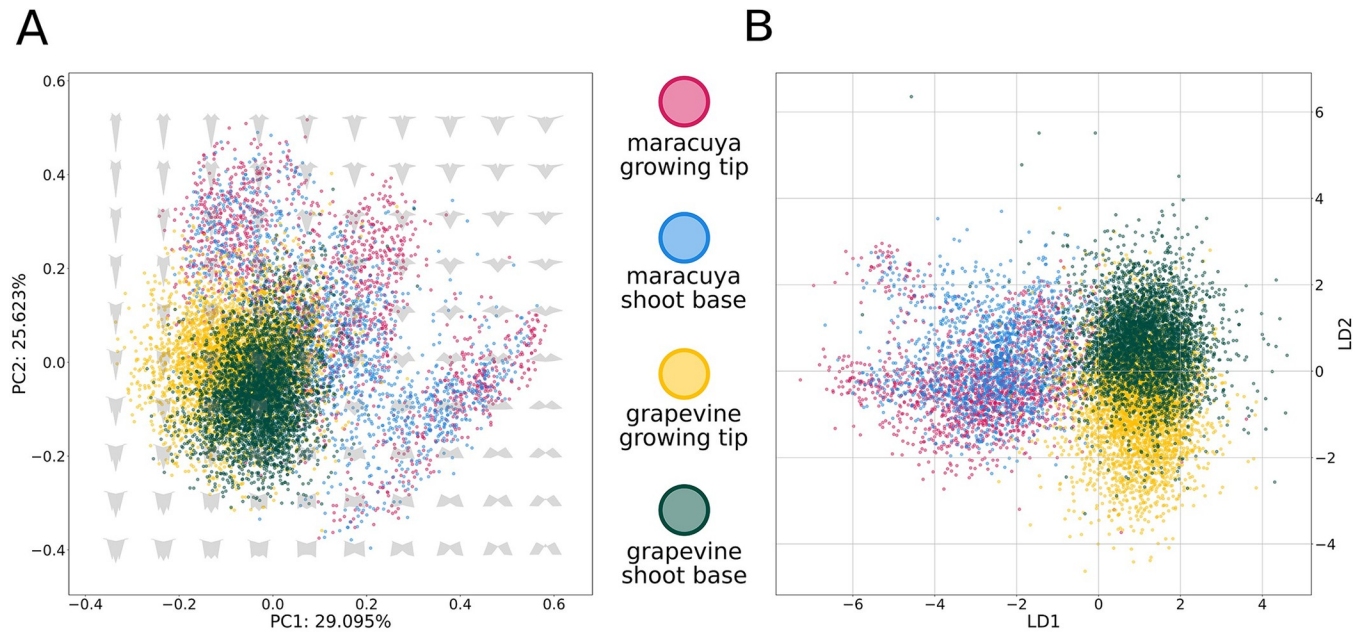 A
B
0.6
0.4
0.2
0.0
−0.2
−0.4
PC2: 25.623%
−0.4
−0.2
0.0
0.2
0.4
0.6
PC1: 29.095%
maracuya
growing tip
maracuya
shoot base
grapevine
growing tip
grapevine
shoot base
6
4
2
0
−2
−4
LD2
−6
−4
−2
0
2
4
LD1